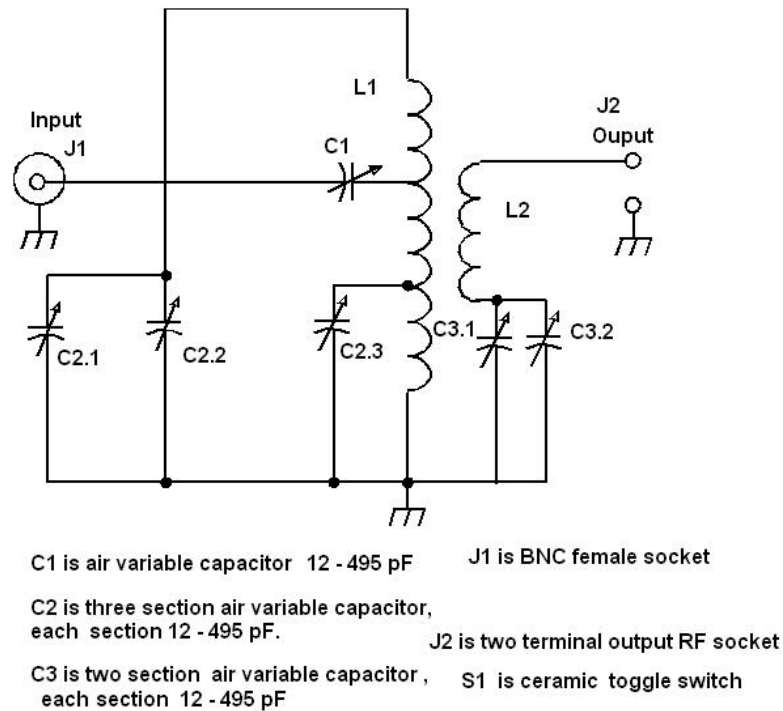 L1
J2
Ouput
Input
J1
C1
L2
C2.1
C2.2
C2.3
C3.1
C3.2
C1 is air variable capacitor 12 - 495 pF
J1 is BNC female socket
C2 is three section air variable capacitor,
each section 12 - 495 pF.
J2 is two terminal output RF socket
C3 is two section air variable capacitor ,
each section 12 - 495 pF
S1 is ceramic toggle switch